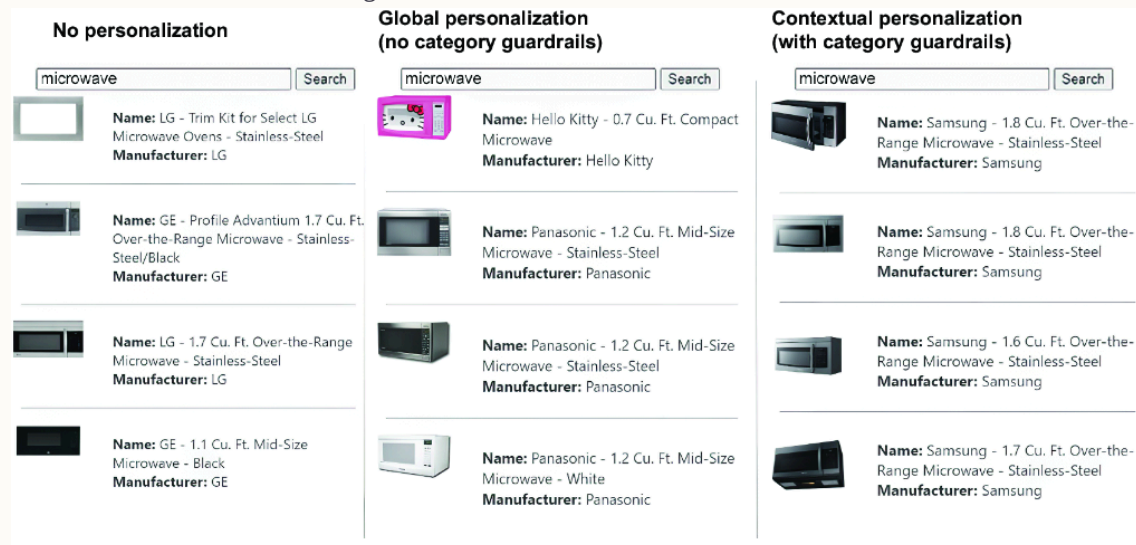 No personalization
microwave
Search
Name: LG - Trim Kit for Select LG
Microwave Ovens - Stainless-Steel
Manufacturer: LG
Name: GE - Profile Advantium 1.7 Cu. Ft.
Over-the-Range Microwave - Stainless-
Steel/Black
Manufacturer: GE
Name: LG - 1.7 Cu. Ft. Over-the-Range
Microwave - Stainless-Steel
Manufacturer: LG
Name: GE - 1.1 Cu. Ft. Mid-Size
Microwave - Black
Manufacturer: GE
Global personalization
(no category guardrails)
microwave
Search
Name: Hello Kitty - 0.7 Cu. Ft. Compact
Microwave
Manufacturer: Hello Kitty
Name: Panasonic - 1.2 Cu. Ft. Mid-Size
Microwave - Stainless-Steel
Manufacturer: Panasonic
Name: Panasonic - 1.2 Cu. Ft. Mid-Size
Microwave - Stainless-Steel
Manufacturer: Panasonic
Name: Panasonic - 1.2 Cu. Ft. Mid-Size
Microwave - White
Manufacturer: Panasonic
Contextual personalization
(with category guardrails)
microwave
Search
Name: Samsung - 1.8 Cu. Ft. Over-the-
Range Microwave - Stainless-Steel
Manufacturer: Samsung
Name: Samsung - 1.8 Cu. Ft. Over-the-
Range Microwave - Stainless-Steel
Manufacturer: Samsung
Name: Samsung - 1.6 Cu. Ft. Over-the-
Range Microwave - Stainless-Steel
Manufacturer: Samsung
Name: Samsung - 1.7 Cu. Ft. Over-the-
Range Microwave - Stainless-Steel
Manufacturer: Samsung